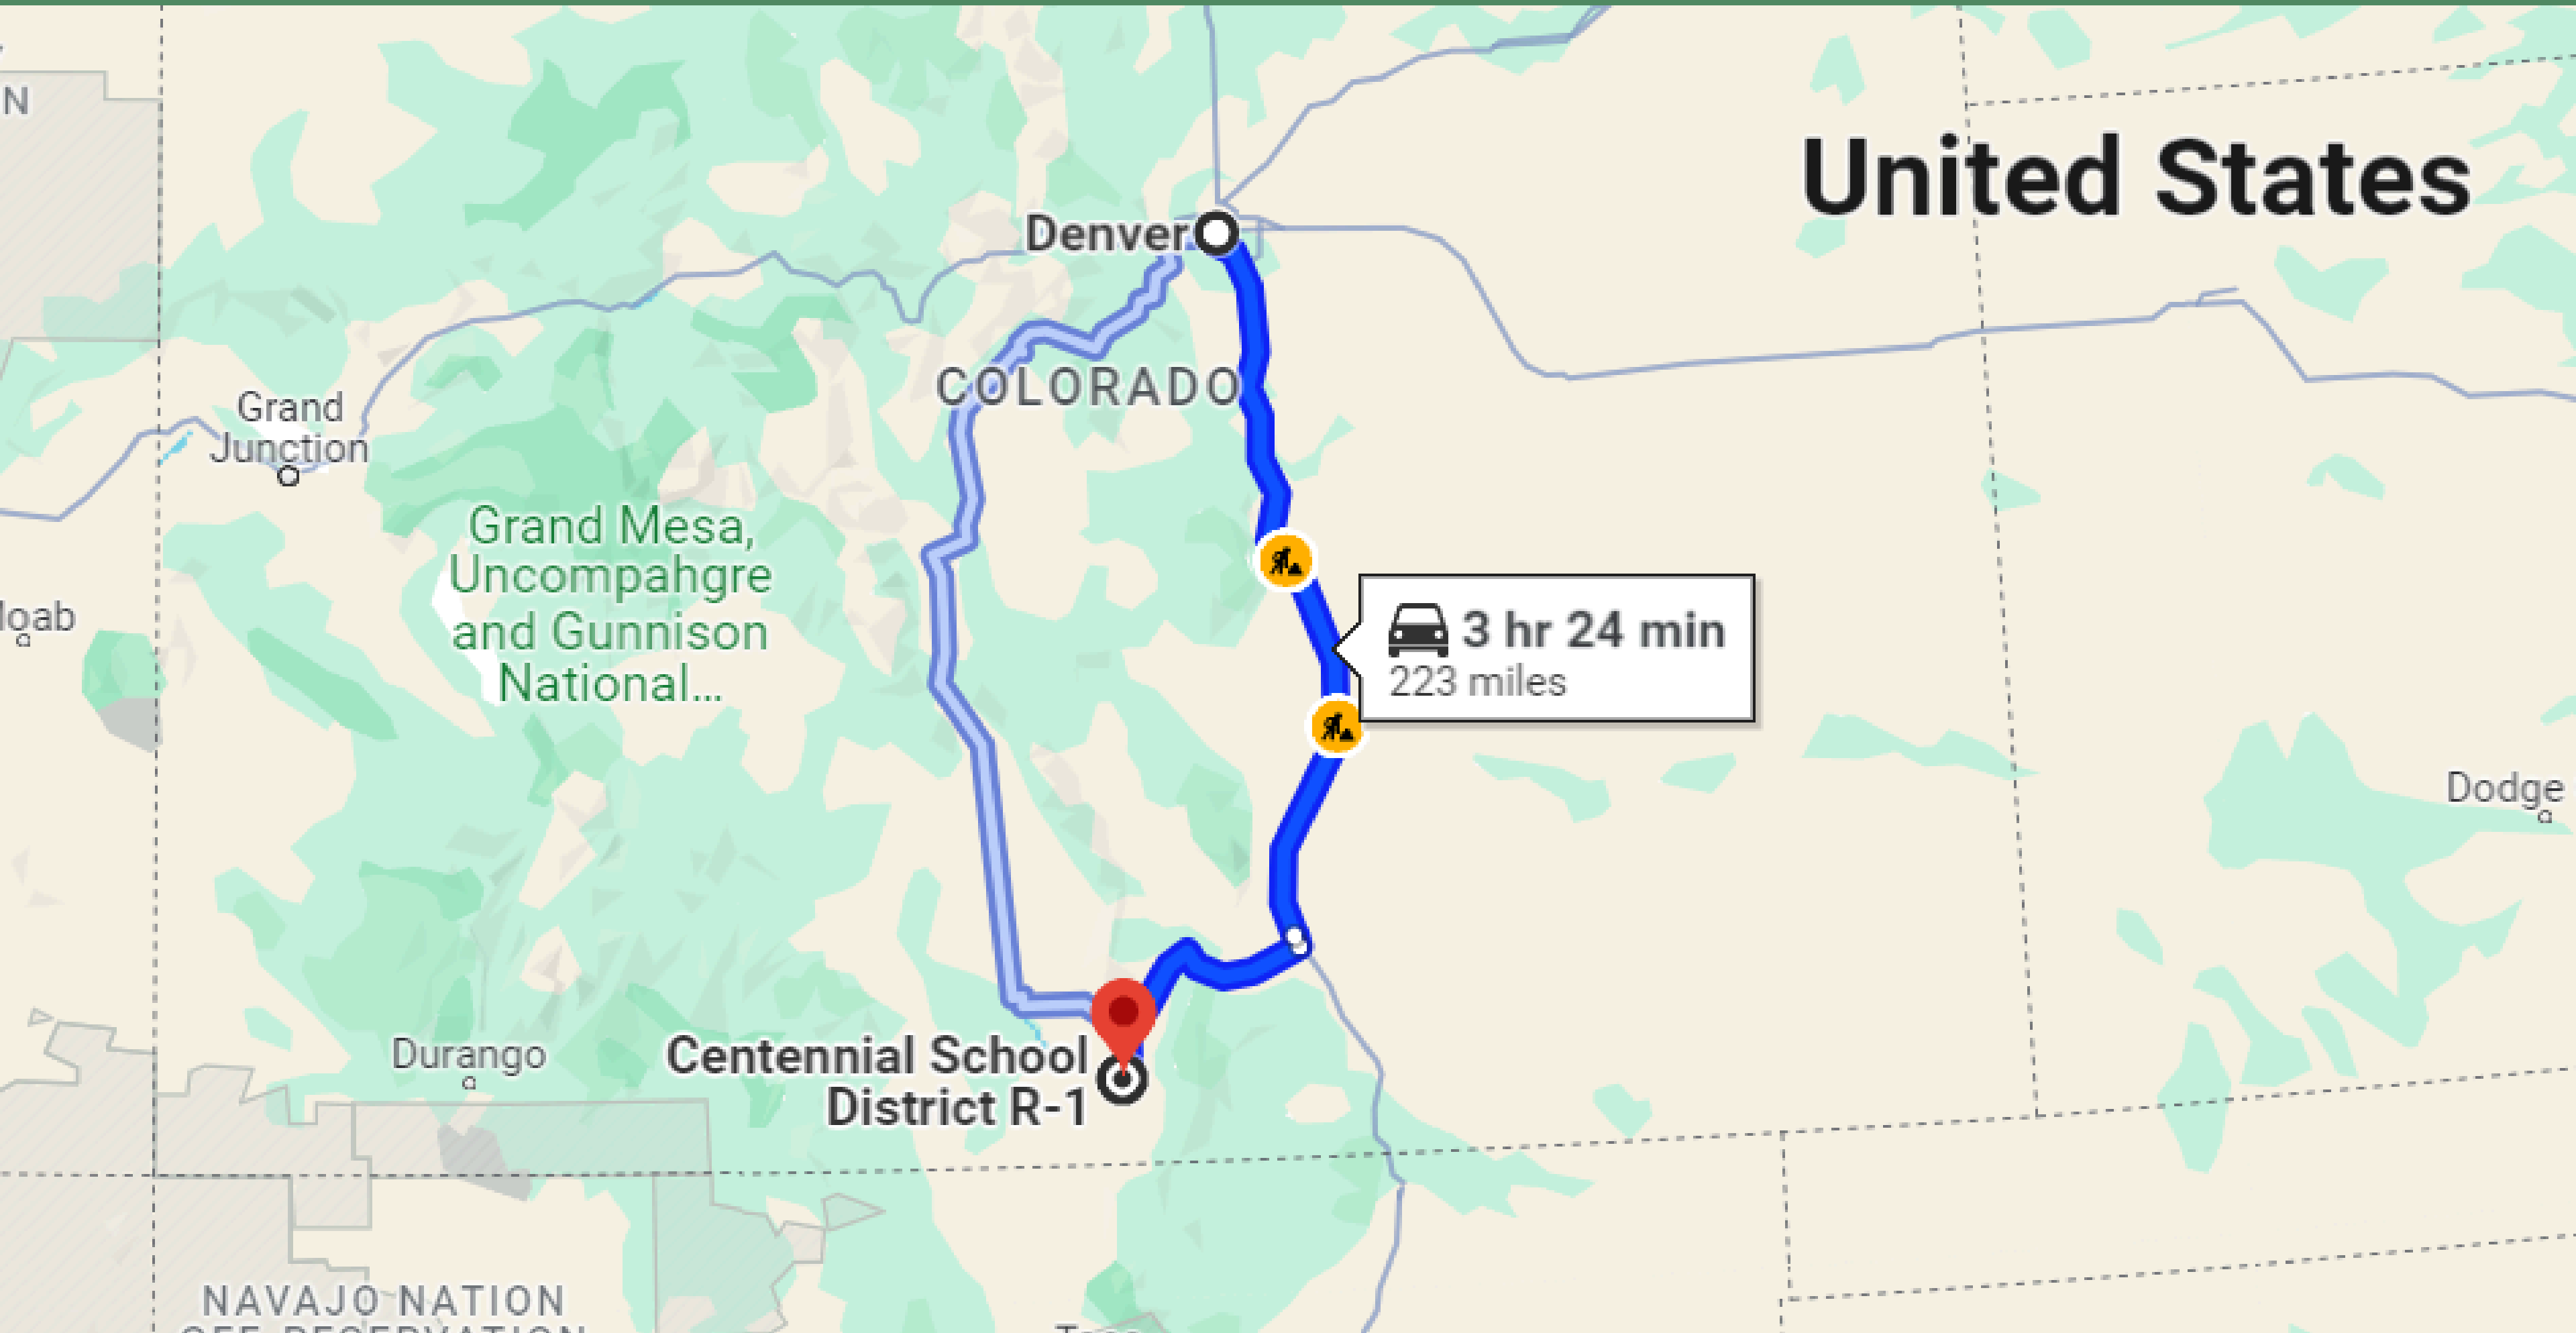 N
United States
Denver
COLORADO
Grand
Junction
Grand Mesa,
Uncompahgre
and Gunnison
National...
3 hr 24 min
223 miles
Dodge
Durango
Centennial School
District R-1
NAVAJO NATION